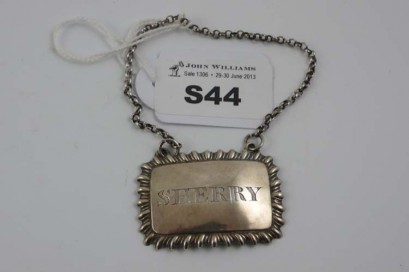 JOHN WILLIAMS
Sale 1306 • 29-30 June 2013
S44
SHERRY